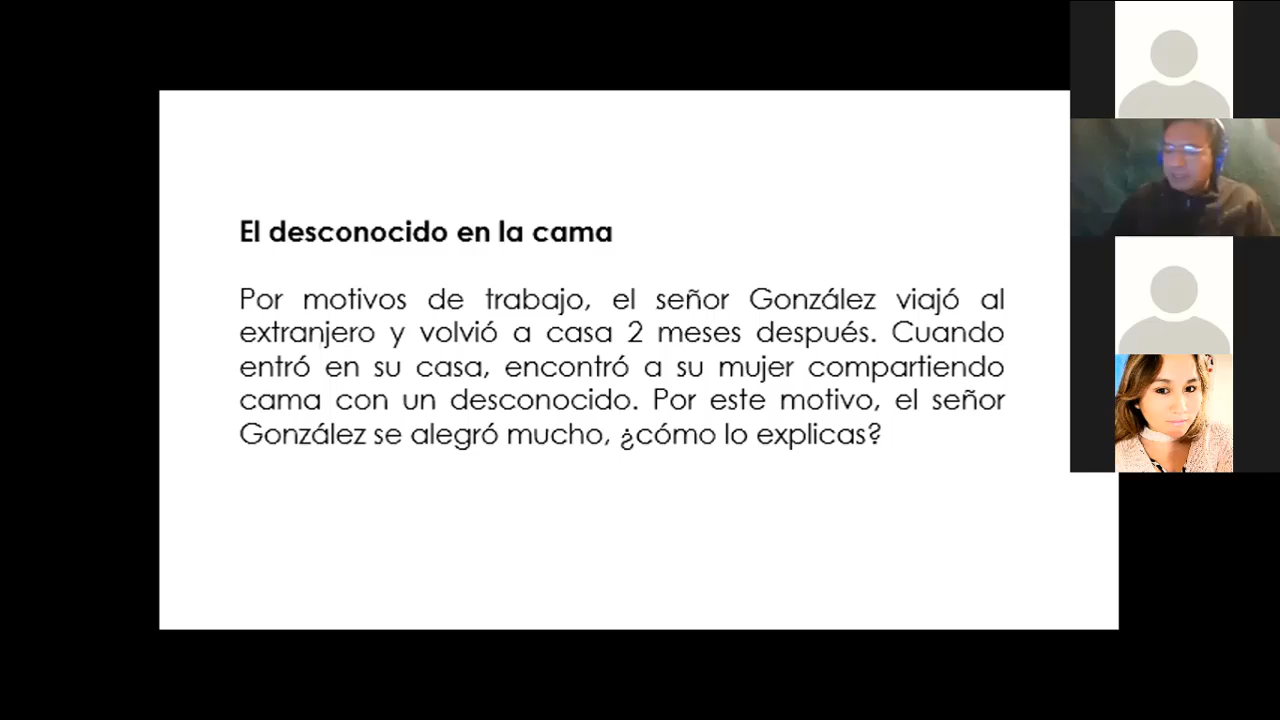 El desconocido en la cama
Por motivos de trabajo, el señor González viajó al
extranjero y volvió a casa 2 meses después. Cuando
entró en su casa, encontró a su mujer compartiendo
cama con un desconocido. Por este motivo, el señor
González se alegró mucho, ¿cómo lo explicas?